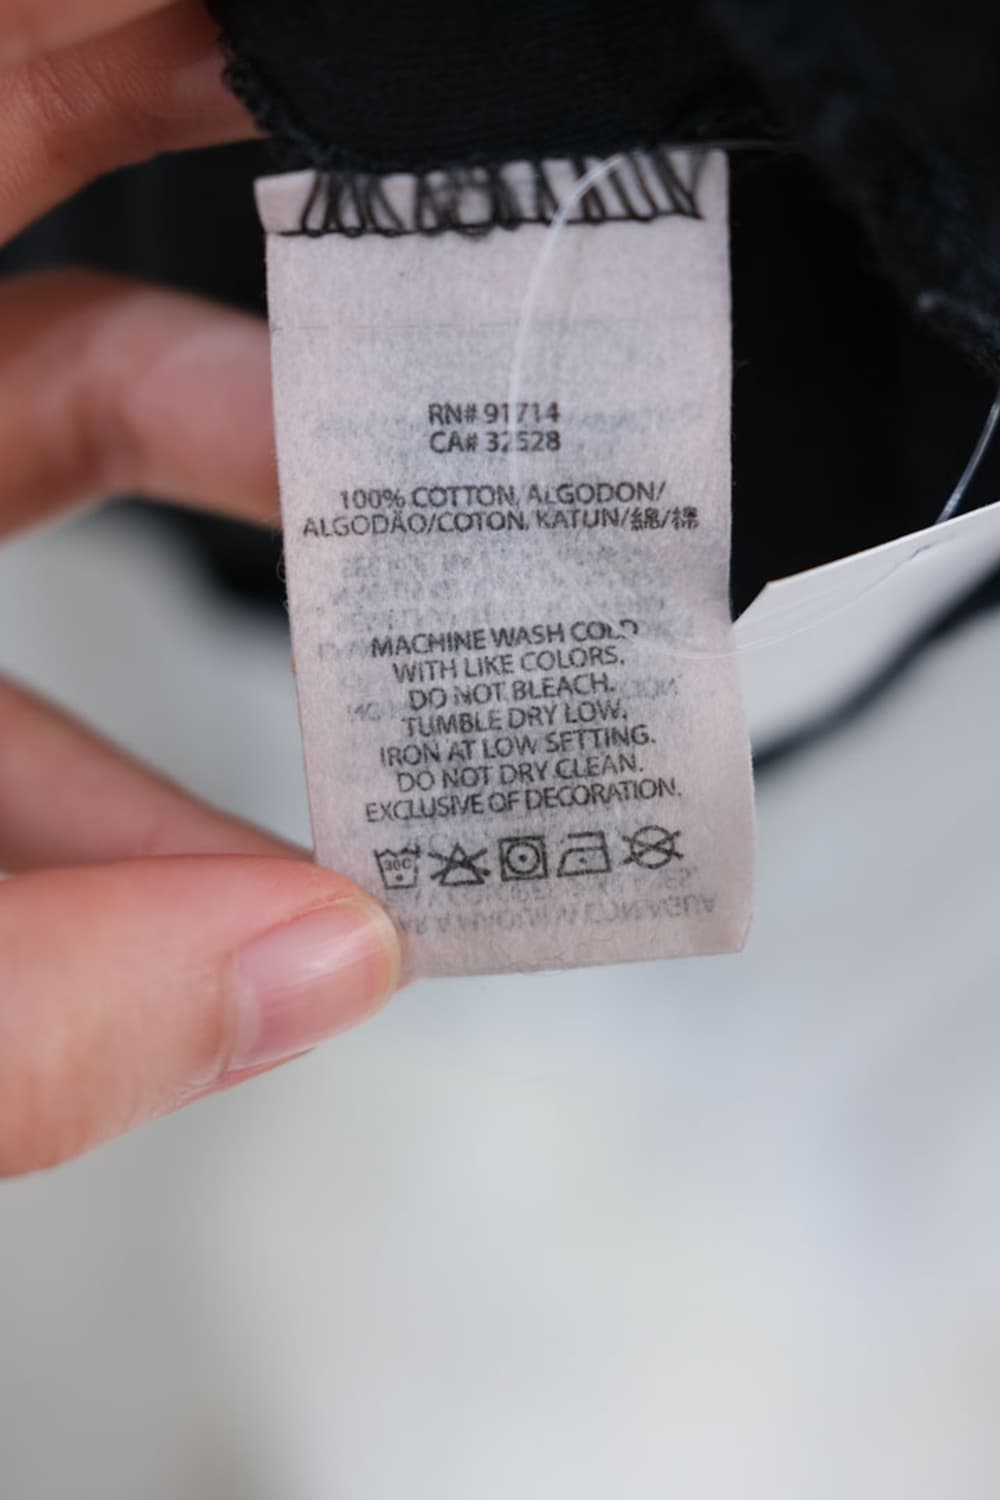 RN# 91714
CA# 32528
100% COTTON/ ALGODON/
ALGODÃO/COTON/ KATUN/綿/棉
MACHINE WASH COLD
WITH LIKE COLORS.
DO NOT BLEACH.
TUMBLE DRY LOW.
IRON AT LOW SETTING.
DO NOT DRY CLEAN.
EXCLUSIVE OF DECORATION.
30C